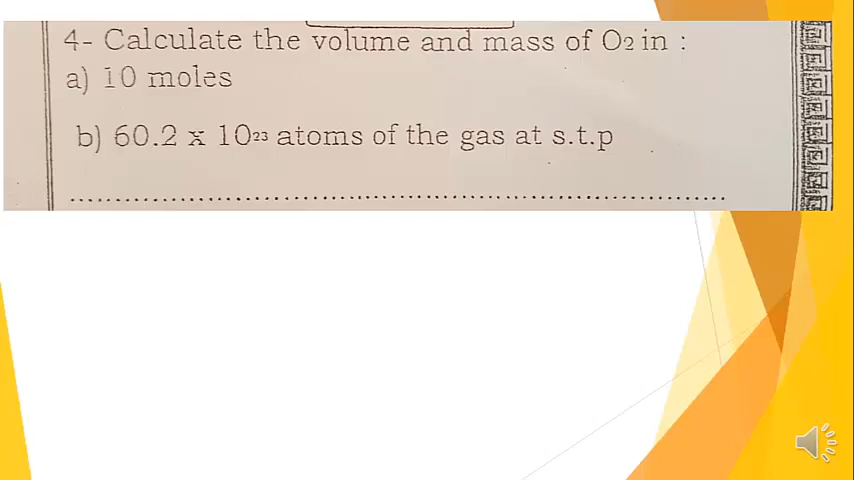 4- Calculate the volume and mass of O₂ in :
a) 10 moles
b) 60.2 x 10²³ atoms of the gas at s.t.p